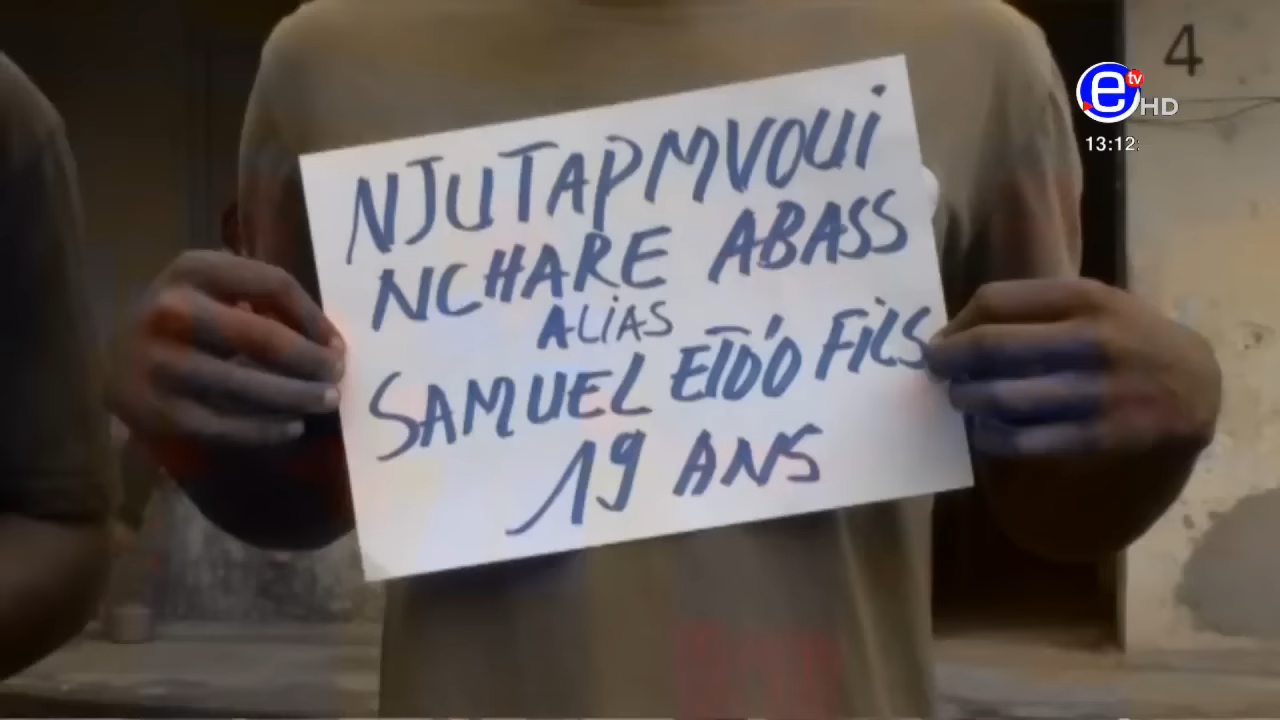 4
e tv HD
13:12
NJUTAPMVOUI
NCHARE ABASS
ALIAS
SAMUEL ETO'O FILS
19 ANS